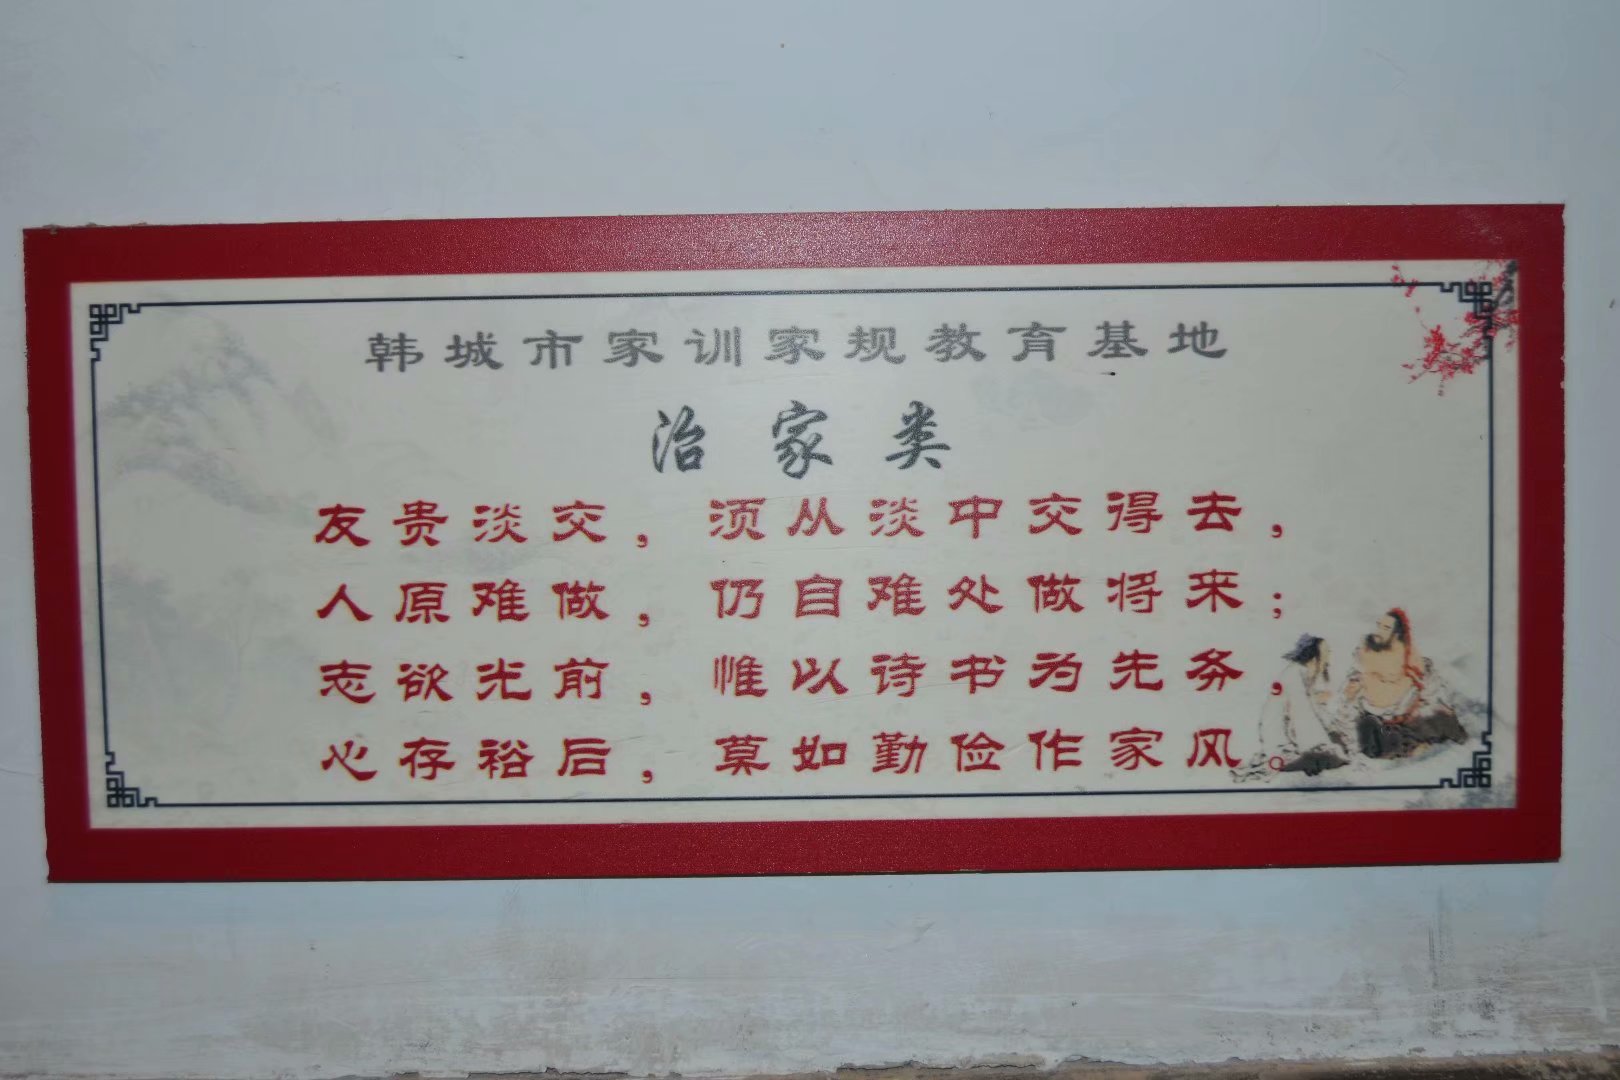 韩城市家训家规教育基地
治家类
友贵淡交，须从淡中交得去，
人原难做，仍自难处做将来；
志欲光前，惟以诗书为先务，
心存裕后，莫如勤俭作家风。